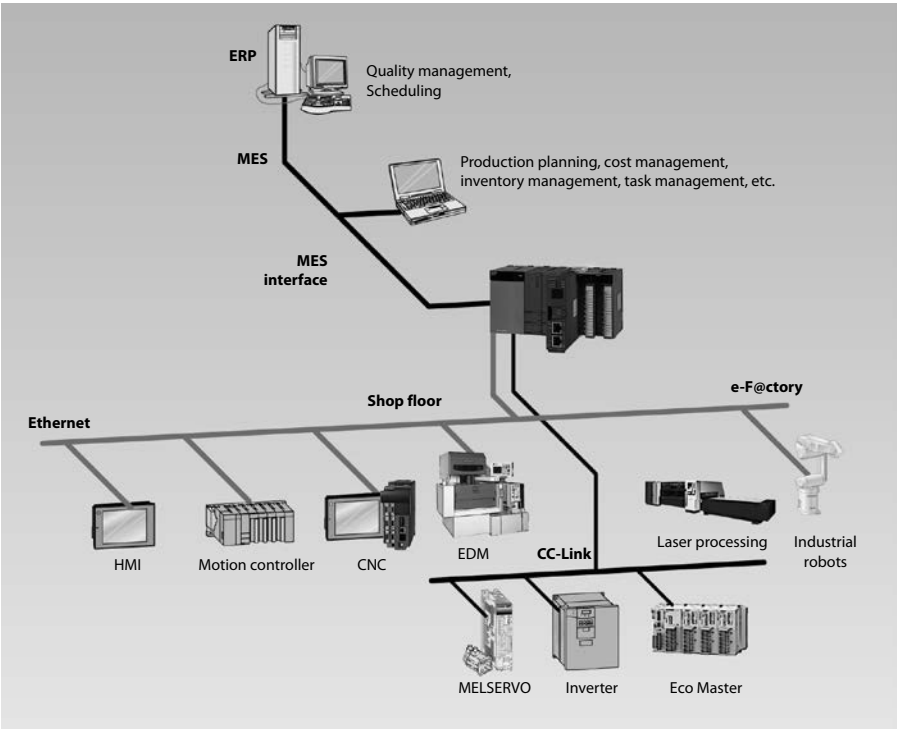 ERP
Quality management,
Scheduling
MES
Production planning, cost management,
inventory management, task management, etc.
MES
interface
e-F@ctory
Shop floor
Ethernet
HMI
Motion controller
CNC
EDM
CC-Link
Laser processing
Industrial
robots
MELSERVO
Inverter
Eco Master